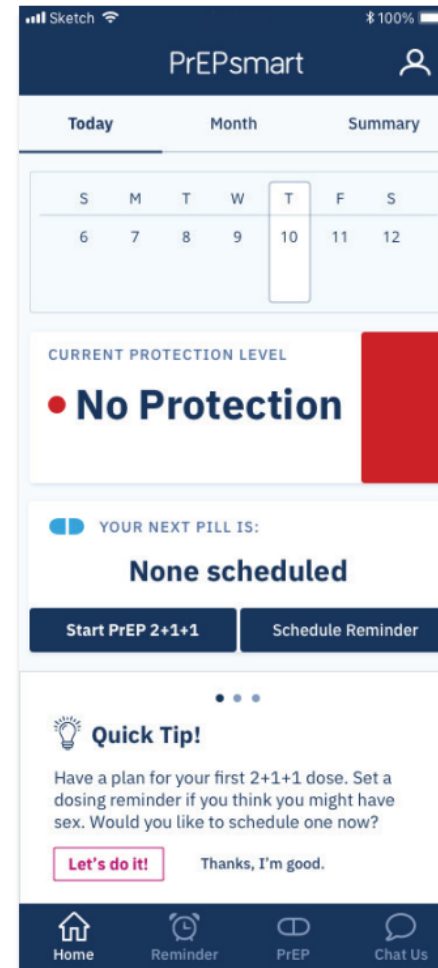 Sketch 100%
PrEPsmart
Today Month Summary
S M T W T F S
6 7 8 9 10 11 12
CURRENT PROTECTION LEVEL
No Protection
YOUR NEXT PILL IS:
None scheduled
Start PrEP 2+1+1 Schedule Reminder
Quick Tip!
Have a plan for your first 2+1+1 dose. Set a
dosing reminder if you think you might have
sex. Would you like to schedule one now?
Let's do it! Thanks, I'm good.
Home Reminder PrEP Chat Us